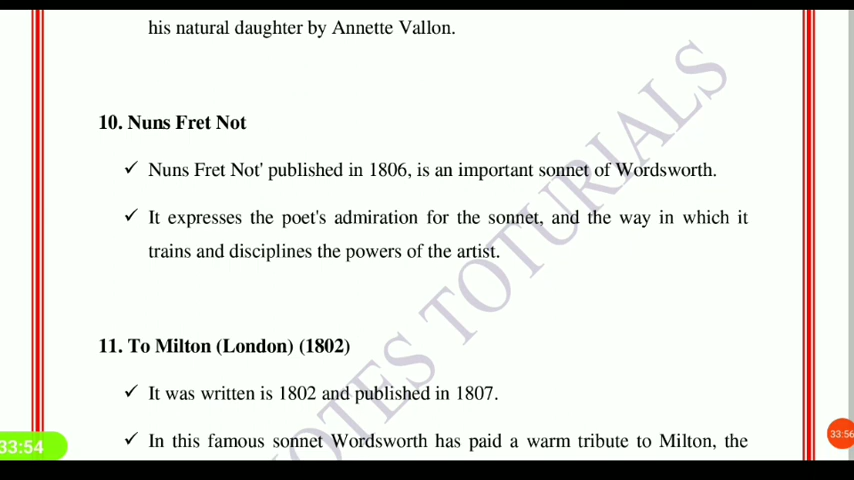 his natural daughter by Annette Vallon.
10. Nuns Fret Not
✓ Nuns Fret Not' published in 1806, is an important sonnet of Wordsworth.
✓ It expresses the poet's admiration for the sonnet, and the way in which it
trains and disciplines the powers of the artist.
11. To Milton (London) (1802)
✓ It was written is 1802 and published in 1807.
✓ In this famous sonnet Wordsworth has paid a warm tribute to Milton, the
OTES TOTURIALS
33:54
33:56